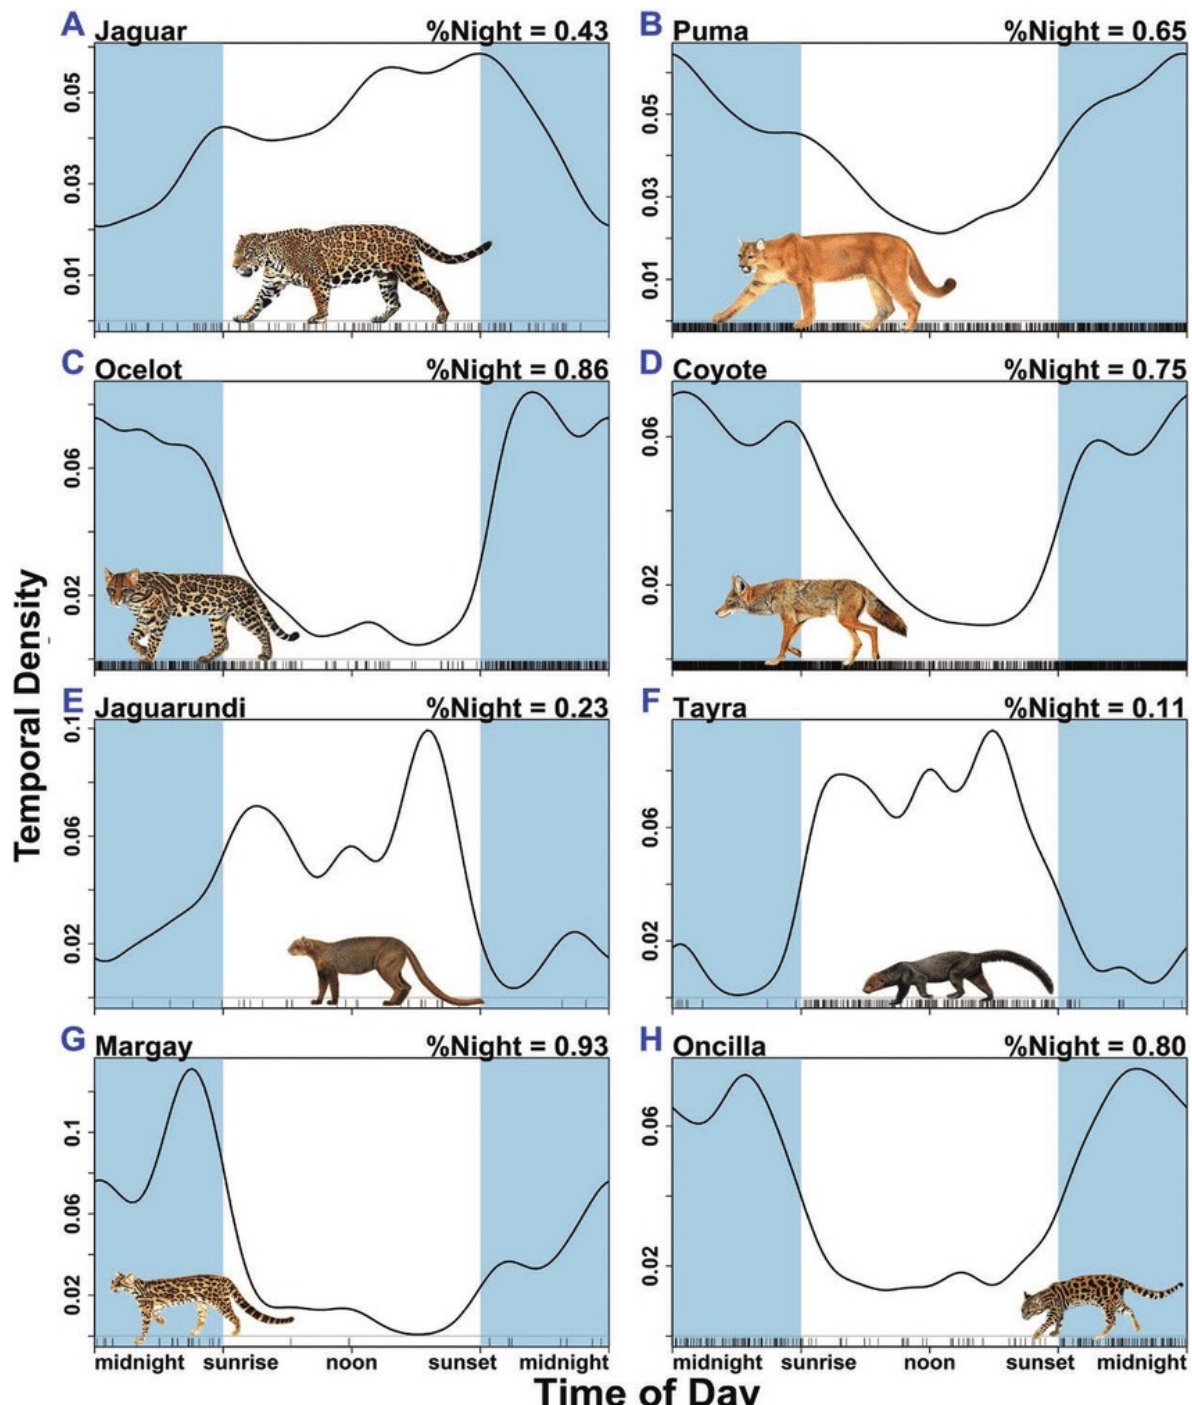 A Jaguar %Night = 0.43
0.05
0.03
0.01
B Puma %Night = 0.65
0.05
0.03
0.01
C Ocelot %Night = 0.86
0.06
0.02
D Coyote %Night = 0.75
0.06
0.02
E Jaguarundi %Night = 0.23
0.1
0.06
0.02
F Tayra %Night = 0.11
0.06
0.02
G Margay %Night = 0.93
0.1
0.06
0.02
H Oncilla %Night = 0.80
0.06
0.02
Temporal Density
midnight sunrise noon sunset midnight
midnight sunrise noon sunset midnight
Time of Day